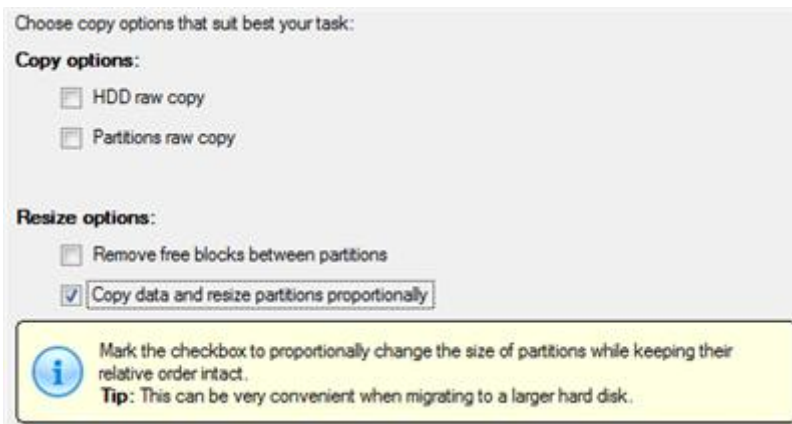 Choose copy options that suit best your task:
Copy options:
HDD raw copy
Partitions raw copy
Resize options:
Remove free blocks between partitions
Copy data and resize partitions proportionally
Mark the checkbox to proportionally change the size of partitions while keeping their
relative order intact.
Tip: This can be very convenient when migrating to a larger hard disk.